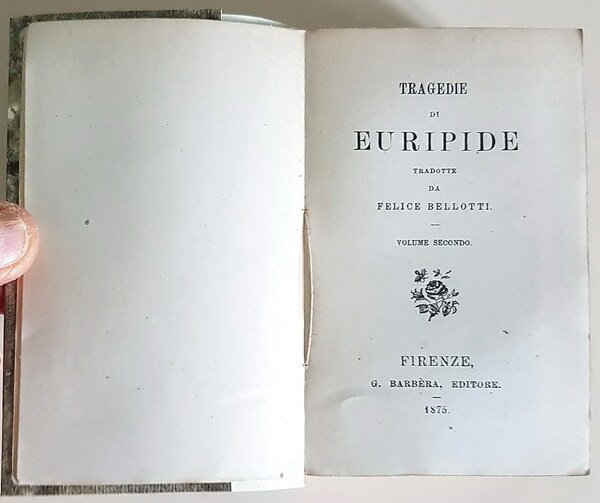 TRAGEDIE
DI
EURIPIDE
TRADOTTE
DA
FELICE BELLOTTI.
VOLUME SECONDO.
FIRENZE,
G. BARBÈRA, EDITORE.
1875.